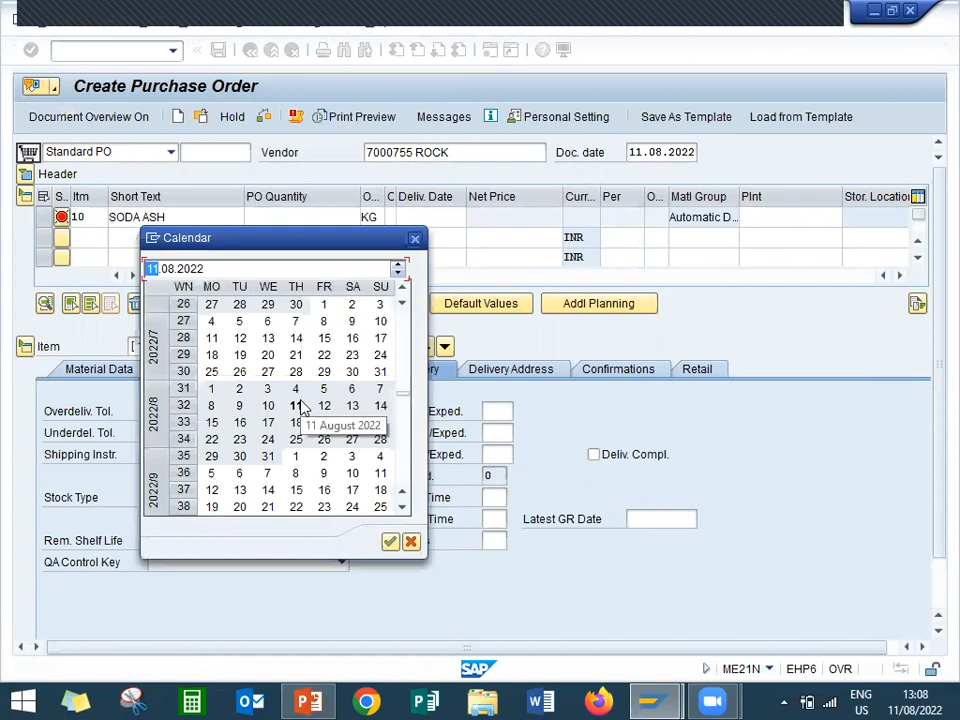 Create Purchase Order
Document Overview On Hold Print Preview Messages Personal Setting Save As Template Load from Template
Standard PO Vendor 7000755 ROCK Doc. date 11.08.2022
Header
S.. Itm Short Text PO Quantity O... C Deliv. Date Net Price Curr... Per O... Matl Group Plnt Stor. Location
10 SODA ASH KG Automatic D...
INR
INR
Calendar
11.08.2022
WN MO TU WE TH FR SA SU
26 27 28 29 30 1 2 3
27 4 5 6 7 8 9 10
28 11 12 13 14 15 16 17
29 18 19 20 21 22 23 24
30 25 26 27 28 29 30 31
31 1 2 3 4 5 6 7
32 8 9 10 11 12 13 14
33 15 16 17 18
34 22 23 24 25 26 27 28
35 29 30 31 1 2 3 4
36 5 6 7 8 9 10 11
37 12 13 14 15 16 17 18
38 19 20 21 22 23 24 25
2022/7
2022/8
2022/9
11 August 2022
Default Values Addl Planning
Item
Material Data Delivery Address Confirmations Retail
Overdeliv. Tol. Exped.
Underdel. Tol. /Exped.
Shipping Instr. /Exped. Deliv. Compl.
0
Stock Type Time
Time Latest GR Date
Rem. Shelf Life
QA Control Key
SAP
ME21N EHP6 OVR
ENG 13:08
US 11/08/2022